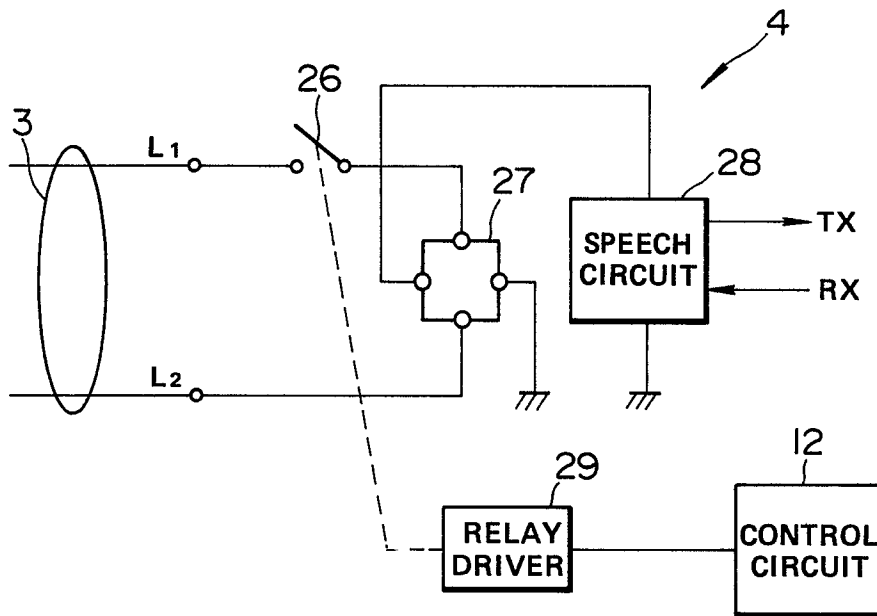 4
26
3
L1
28
27
SPEECH
CIRCUIT
TX
RX
L2
12
29
RELAY
DRIVER
CONTROL
CIRCUIT